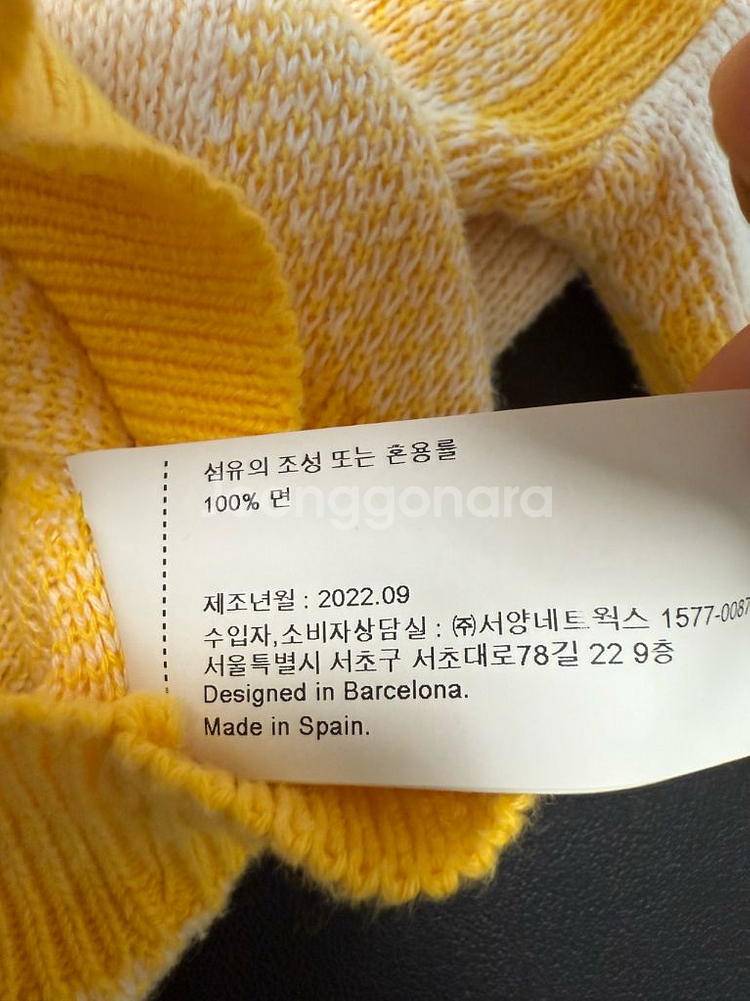 섬유의 조성 또는 혼용률
100% 면
joonggonara
제조년월 : 2022.09
수입자,소비자상담실 : ㈜서양네트웍스 1577-0087
서울특별시 서초구 서초대로78길 22 9층
Designed in Barcelona.
Made in Spain.